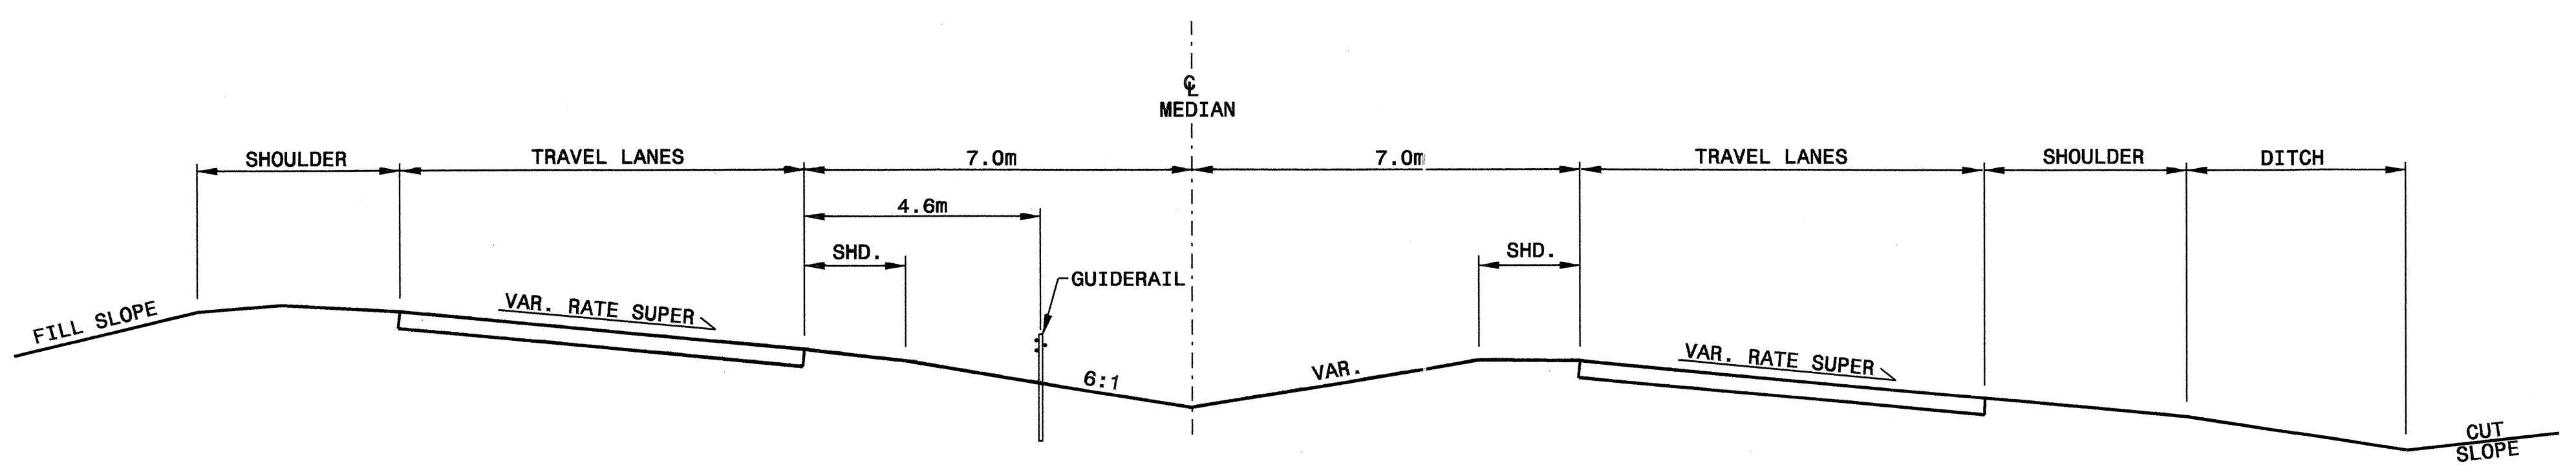 ℄
MEDIAN
SHOULDER
TRAVEL LANES
7.0m
7.0m
TRAVEL LANES
SHOULDER
DITCH
4.6m
SHD.
SHD.
GUIDERAIL
FILL SLOPE
VAR. RATE SUPER
6:1
VAR.
VAR. RATE SUPER
CUT
SLOPE